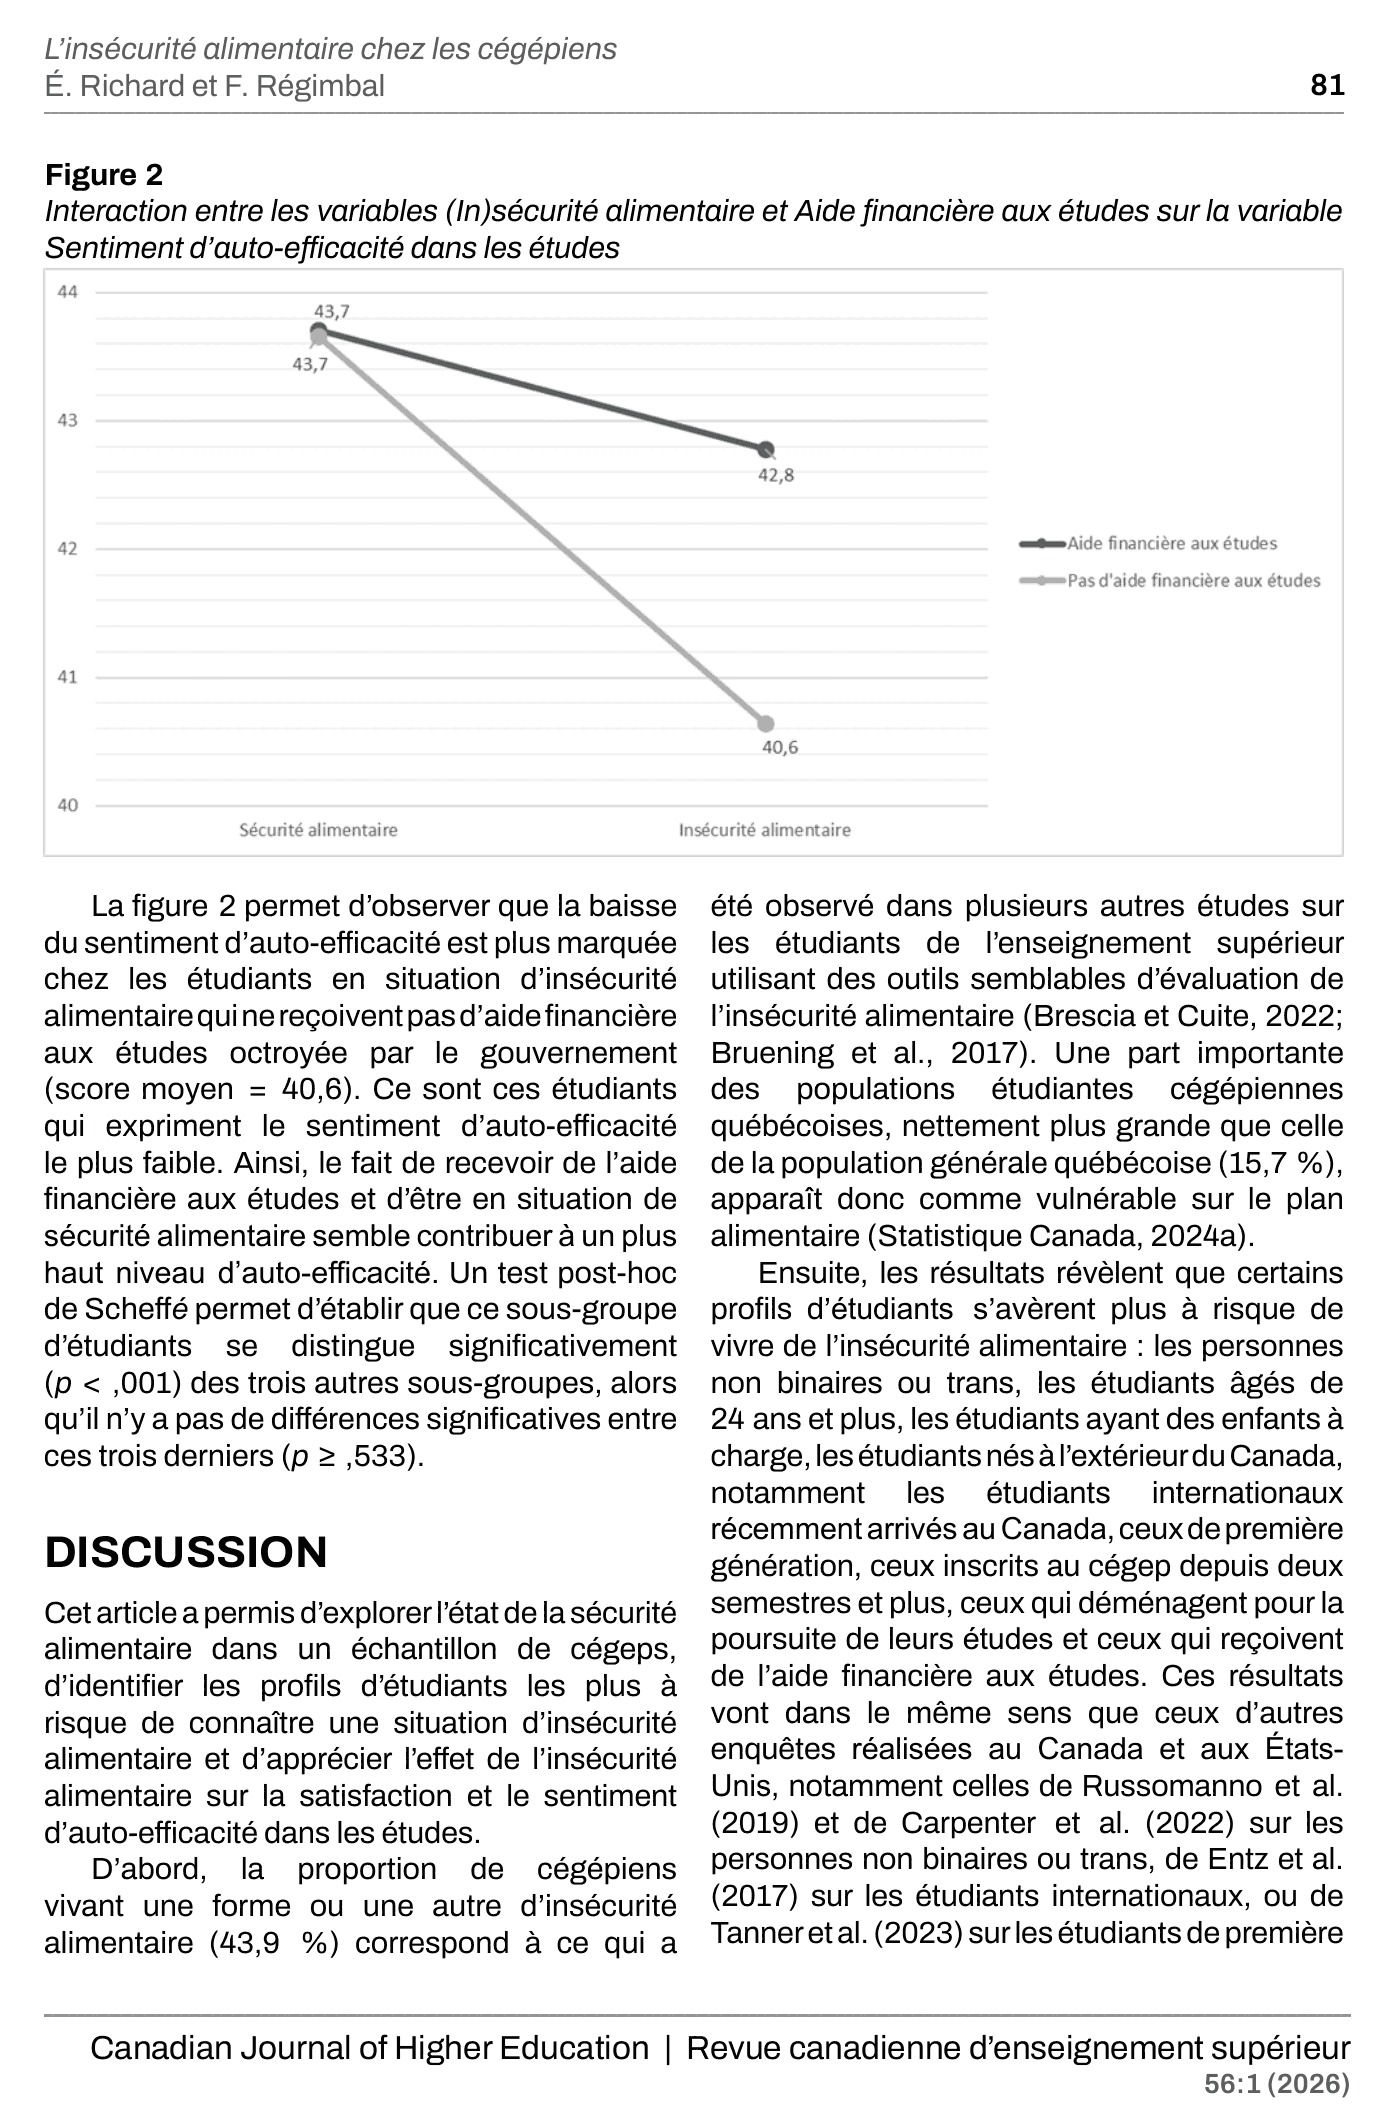 L’insécurité alimentaire chez les cégépiens
É. Richard et F. Régimbal
81
Figure 2
Interaction entre les variables (In)sécurité alimentaire et Aide financière aux études sur la variable
Sentiment d’auto-efficacité dans les études
44
43,7
43,7
43
42,8
42
Aide financière aux études
Pas d'aide financière aux études
41
40,6
40
Sécurité alimentaire
Insécurité alimentaire
La figure 2 permet d’observer que la baisse
du sentiment d’auto-efficacité est plus marquée
chez les étudiants en situation d’insécurité
alimentaire qui ne reçoivent pas d’aide financière
aux études octroyée par le gouvernement
(score moyen = 40,6). Ce sont ces étudiants
qui expriment le sentiment d’auto-efficacité
le plus faible. Ainsi, le fait de recevoir de l’aide
financière aux études et d’être en situation de
sécurité alimentaire semble contribuer à un plus
haut niveau d’auto-efficacité. Un test post-hoc
de Scheffé permet d’établir que ce sous-groupe
d’étudiants se distingue significativement
(p < ,001) des trois autres sous-groupes, alors
qu’il n’y a pas de différences significatives entre
ces trois derniers (p ≥ ,533).
DISCUSSION
Cet article a permis d’explorer l’état de la sécurité
alimentaire dans un échantillon de cégeps,
d’identifier les profils d’étudiants les plus à
risque de connaître une situation d’insécurité
alimentaire et d’apprécier l’effet de l’insécurité
alimentaire sur la satisfaction et le sentiment
d’auto-efficacité dans les études.
D’abord, la proportion de cégépiens
vivant une forme ou une autre d’insécurité
alimentaire (43,9 %) correspond à ce qui a
été observé dans plusieurs autres études sur
les étudiants de l’enseignement supérieur
utilisant des outils semblables d’évaluation de
l’insécurité alimentaire (Brescia et Cuite, 2022;
Bruening et al., 2017). Une part importante
des populations étudiantes cégépiennes
québécoises, nettement plus grande que celle
de la population générale québécoise (15,7 %),
apparaît donc comme vulnérable sur le plan
alimentaire (Statistique Canada, 2024a).
Ensuite, les résultats révèlent que certains
profils d’étudiants s’avèrent plus à risque de
vivre de l’insécurité alimentaire : les personnes
non binaires ou trans, les étudiants âgés de
24 ans et plus, les étudiants ayant des enfants à
charge, les étudiants nés à l’extérieur du Canada,
notamment les étudiants internationaux
récemment arrivés au Canada, ceux de première
génération, ceux inscrits au cégep depuis deux
semestres et plus, ceux qui déménagent pour la
poursuite de leurs études et ceux qui reçoivent
de l’aide financière aux études. Ces résultats
vont dans le même sens que ceux d’autres
enquêtes réalisées au Canada et aux États-
Unis, notamment celles de Russomanno et al.
(2019) et de Carpenter et al. (2022) sur les
personnes non binaires ou trans, de Entz et al.
(2017) sur les étudiants internationaux, ou de
Tanner et al. (2023) sur les étudiants de première
Canadian Journal of Higher Education | Revue canadienne d’enseignement supérieur
56:1 (2026)